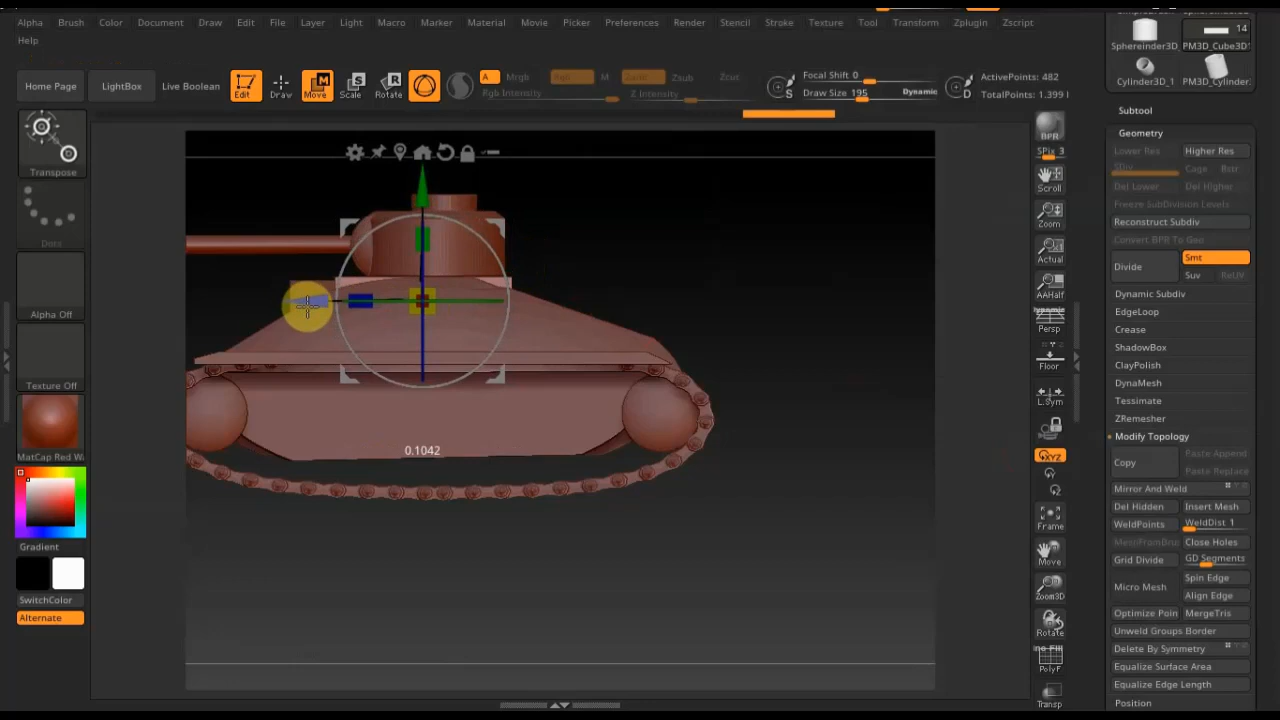 Alpha Brush Color Document Draw Edit File Layer Light Macro Marker Material Movie Picker Preferences Render Stencil Stroke Texture Tool Transform Zplugin Zscript
Help
Home Page LightBox Live Boolean Edit Draw Move Scale Rotate A Mrgb Rgb M Zadd Zsub Zcut
Rgb Intensity Z Intensity
Focal Shift 0
Draw Size 195 Dynamic
S D
ActivePoints: 482
TotalPoints: 1.399
Transpose
Dots
Alpha Off
Texture Off
MatCap Red Wa
Gradient
SwitchColor
Alternate
0.1042
BPR
SPix 3
Scroll
Zoom
Actual
AAHalf
Dynamic
Persp
Floor
L.Sym
XYZ
Y
Z
Frame
Move
Zoom3D
Rotate
PolyF
Transp
Sphereinder3D_ PM3D_Cube3D
14
Cylinder3D_1 PM3D_Cylinder
Subtool
Geometry
Lower Res Higher Res
SDiv Cage Rstr
Del Lower Del Higher
Freeze SubDivision Levels
Reconstruct Subdiv
Convert BPR To Geo
Divide Smt
Suv ReUV
Dynamic Subdiv
EdgeLoop
Crease
ShadowBox
ClayPolish
DynaMesh
Tessimate
ZRemesher
Modify Topology
Copy Paste Append
Paste Replace
Mirror And Weld
Del Hidden Insert Mesh
WeldPoints WeldDist 1
MeshFromBru Close Holes
Grid Divide GD Segments
Micro Mesh Spin Edge
Align Edge
Optimize Poin MergeTris
Unweld Groups Border
Delete By Symmetry
Equalize Surface Area
Equalize Edge Length
Position